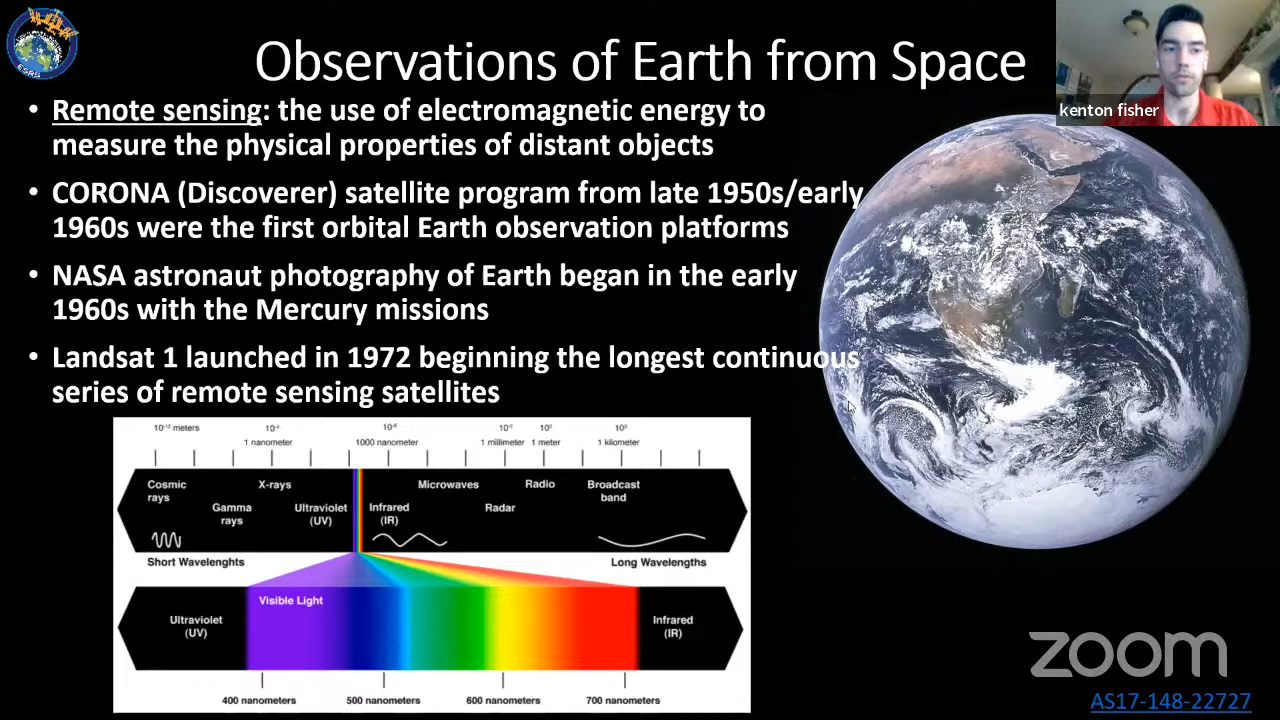 Observations of Earth from Space
kenton fisher
• Remote sensing: the use of electromagnetic energy to
measure the physical properties of distant objects
• CORONA (Discoverer) satellite program from late 1950s/early
1960s were the first orbital Earth observation platforms
• NASA astronaut photography of Earth began in the early
1960s with the Mercury missions
• Landsat 1 launched in 1972 beginning the longest continuous
series of remote sensing satellites
10⁻¹² meters 10⁻⁹ 10⁻⁶ 10⁻³ 10⁰ 10³
1 nanometer 1000 nanometer 1 millimeter 1 meter 1 kilometer
Cosmic
rays
X-rays
Microwaves
Radio
Broadcast
band
Gamma
rays
Ultraviolet
(UV)
Infrared
(IR)
Radar
Short Wavelenghts
Long Wavelengths
Visible Light
Ultraviolet
(UV)
Infrared
(IR)
400 nanometers 500 nanometers 600 nanometers 700 nanometers
zoom
AS17-148-22727